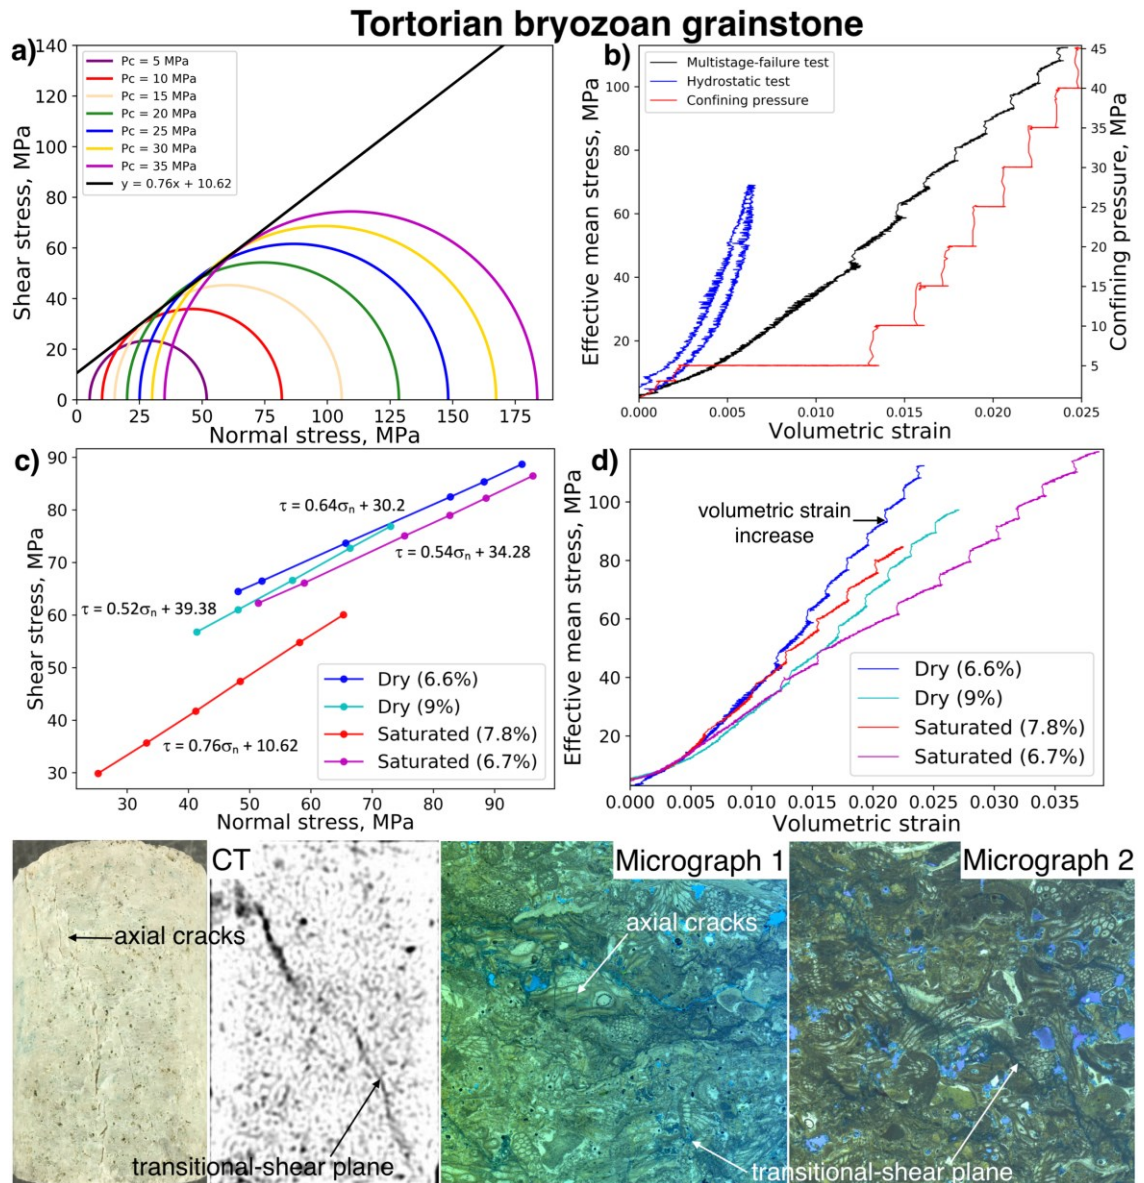 Tortorian bryozoan grainstone
a)
140
120
100
80
60
40
20
0
Shear stress, MPa
Pc = 5 MPa
Pc = 10 MPa
Pc = 15 MPa
Pc = 20 MPa
Pc = 25 MPa
Pc = 30 MPa
Pc = 35 MPa
y = 0.76x + 10.62
0 25 50 75 100 125 150 175
Normal stress, MPa
b)
100
80
60
40
20
Effective mean stress, MPa
Multistage-failure test
Hydrostatic test
Confining pressure
45
40
35
30
25
20
15
10
5
Confining pressure, MPa
0.000 0.005 0.010 0.015 0.020 0.025
Volumetric strain
c)
90
80
70
60
50
40
30
Shear stress, MPa
τ = 0.64σn + 30.2
τ = 0.54σn + 34.28
τ = 0.52σn + 39.38
τ = 0.76σn + 10.62
Dry (6.6%)
Dry (9%)
Saturated (7.8%)
Saturated (6.7%)
30 40 50 60 70 80 90
Normal stress, MPa
d)
100
80
60
40
20
Effective mean stress, MPa
volumetric strain
increase
Dry (6.6%)
Dry (9%)
Saturated (7.8%)
Saturated (6.7%)
0.000 0.005 0.010 0.015 0.020 0.025 0.030 0.035
Volumetric strain
CT
Micrograph 1
Micrograph 2
axial cracks
axial cracks
transitional-shear plane
transitional-shear plane